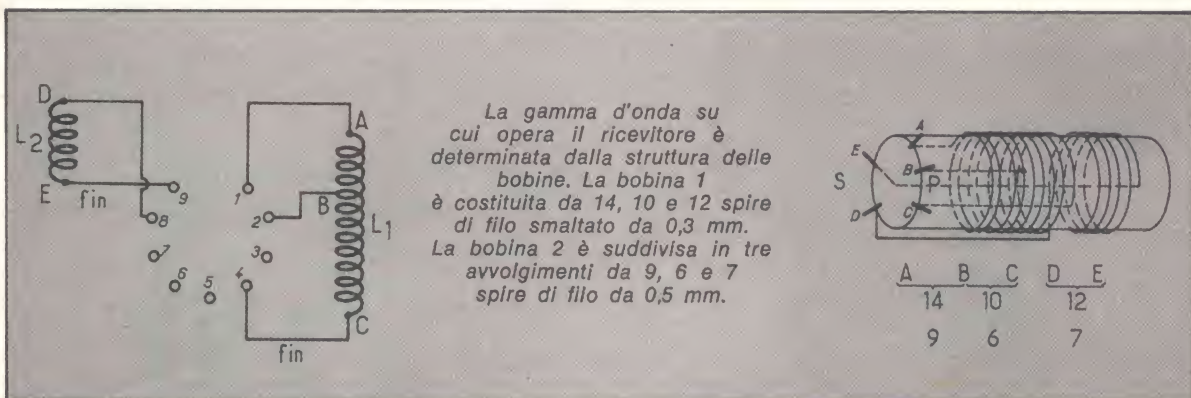 D
L2
E
fin
9
8
7
6
5
1
2
3
4
A
B
L1
C
fin
La gamma d'onda su
cui opera il ricevitore è
determinata dalla struttura delle
bobine. La bobina 1
è costituita da 14, 10 e 12 spire
di filo smaltato da 0,3 mm.
La bobina 2 è suddivisa in tre
avvolgimenti da 9, 6 e 7
spire di filo da 0,5 mm.
A
E
B
S
P
D
C
A B C D E
14 10 12
9 6 7